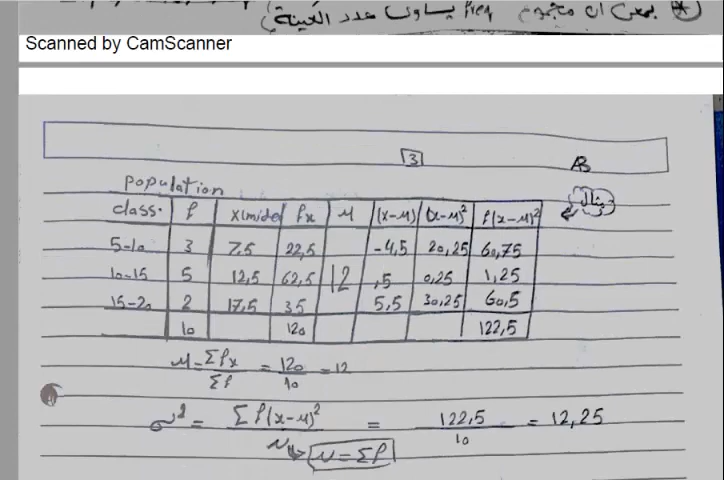 * بمعنى ان مجموع freq يساوى عدد العينة)
Scanned by CamScanner
3
AB
مثال
population
class. f x(mide) fx μ (x-μ) (x-μ)² f(x-μ)²
5-10 3 7.5 22,5 -4,5 20,25 60,75
10-15 5 12,5 62,5 12 ,5 0,25 1,25
15-20 2 17,5 35 5,5 30,25 60,5
10 120 122,5
μ = Σfx / Σf = 120 / 10 = 12
σ² = Σ f(x-μ)² / N = 122,5 / 10 = 12,25
N = Σf